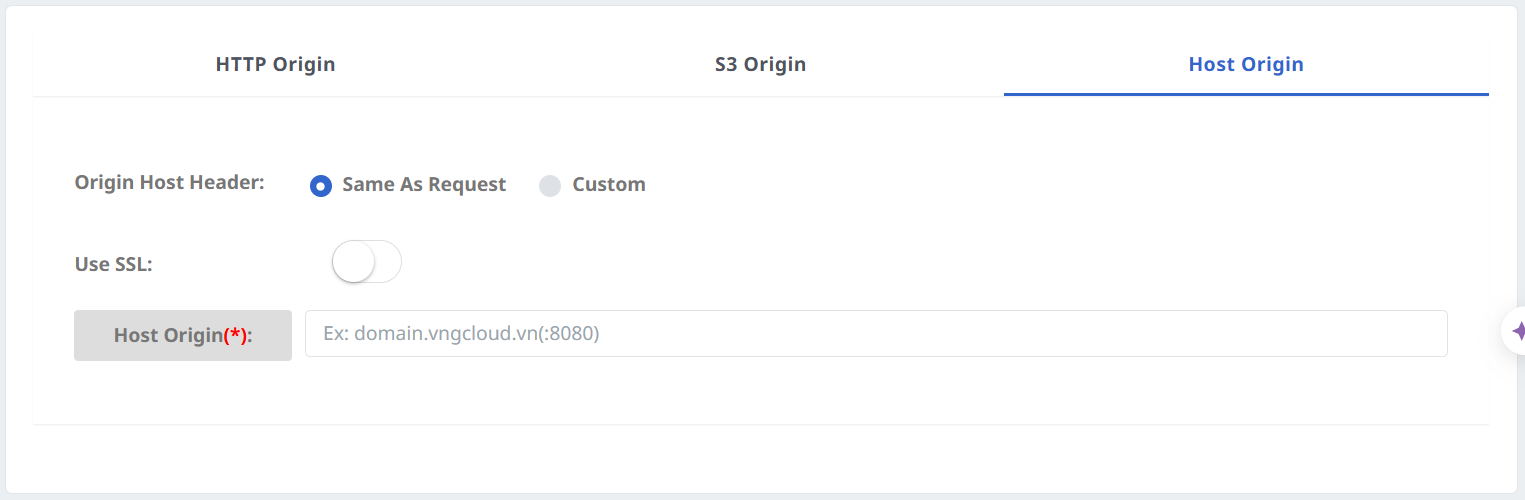 HTTP Origin S3 Origin Host Origin
Origin Host Header: Same As Request Custom
Use SSL:
Host Origin(*): Ex: domain.vngcloud.vn(:8080)